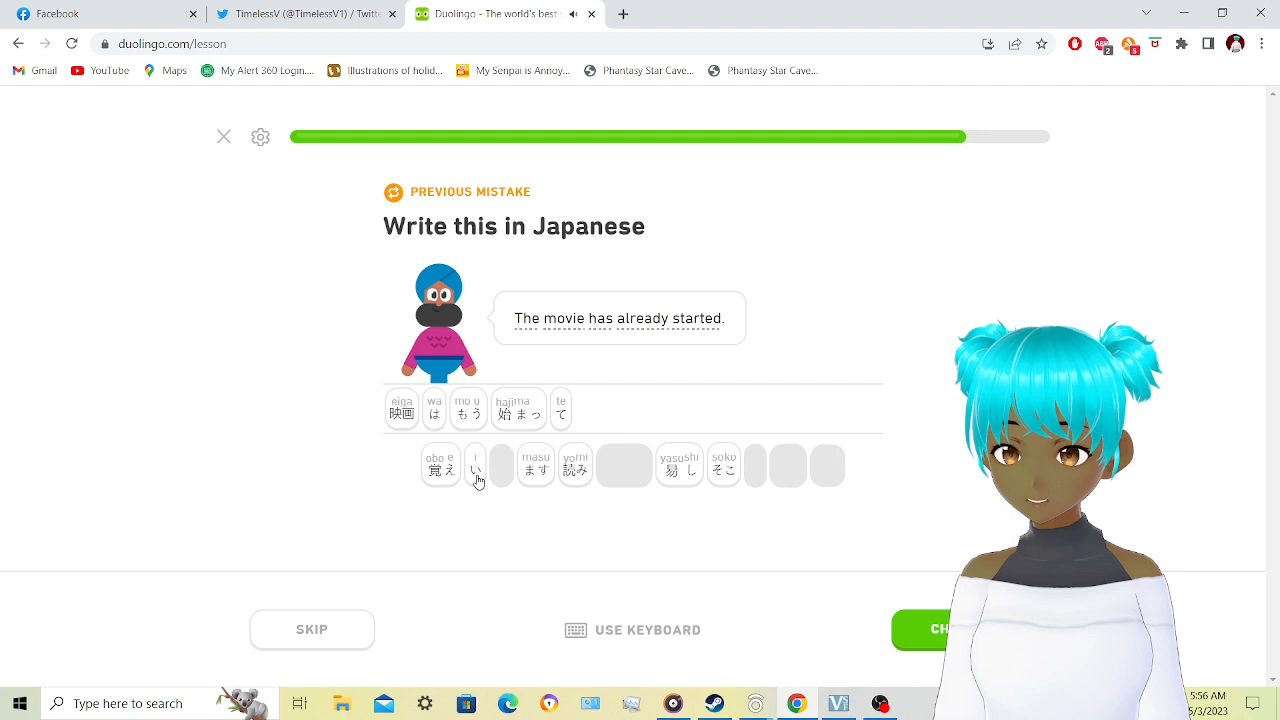 Facebook
TimelessV (@TimelessV1) / Twitte
Duolingo - The world's best
duolingo.com/lesson
2
5
Gmail
YouTube
Maps
My Alert 360 Login...
Illustrations of holid...
My Senpai is Annoy...
Phantasy Star Cave...
Phantasy Star Cave...
PREVIOUS MISTAKE
Write this in Japanese
The movie has already started.
eiga wa mo u hajima te
映画 は もう 始まっ て
obo e i masu yomi yasushi soko
覚え い ます 読み 易し そこ
SKIP
USE KEYBOARD
CH
Type here to search
5:56 AM
/3/2023